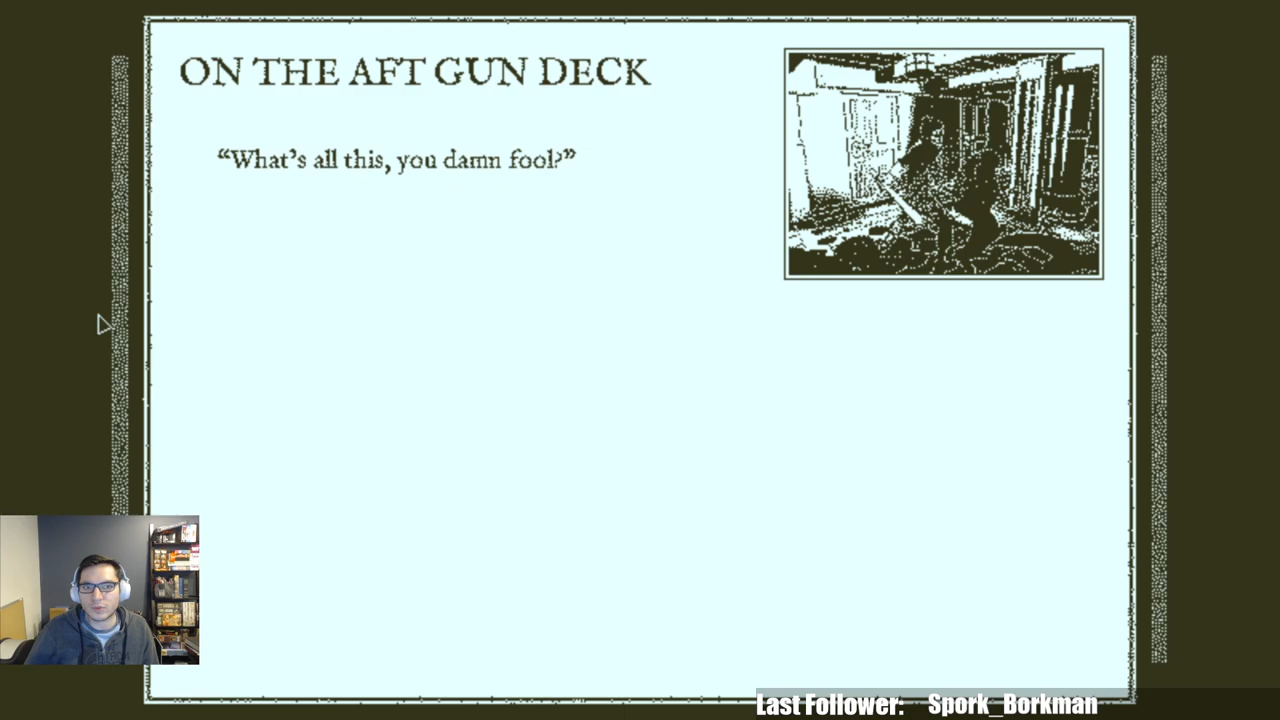 ON THE AFT GUN DECK
“What’s all this, you damn fool?”
Last Follower: Spork_Borkman